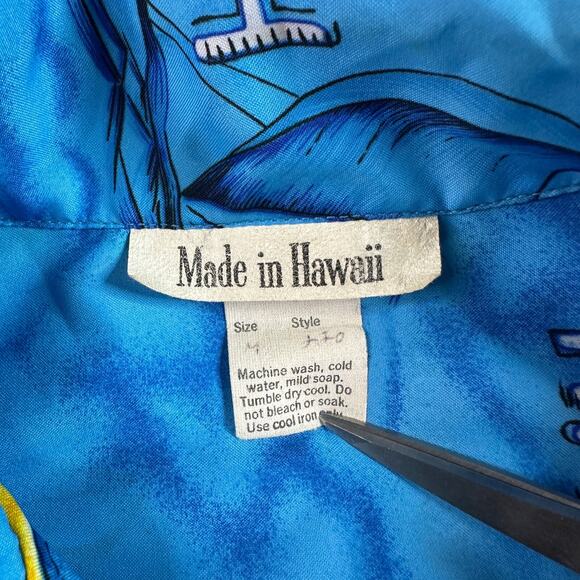 Made in Hawaii
Size Style
M
Machine wash, cold
water, mild soap.
Tumble dry cool. Do
not bleach or soak.
Use cool iron only.